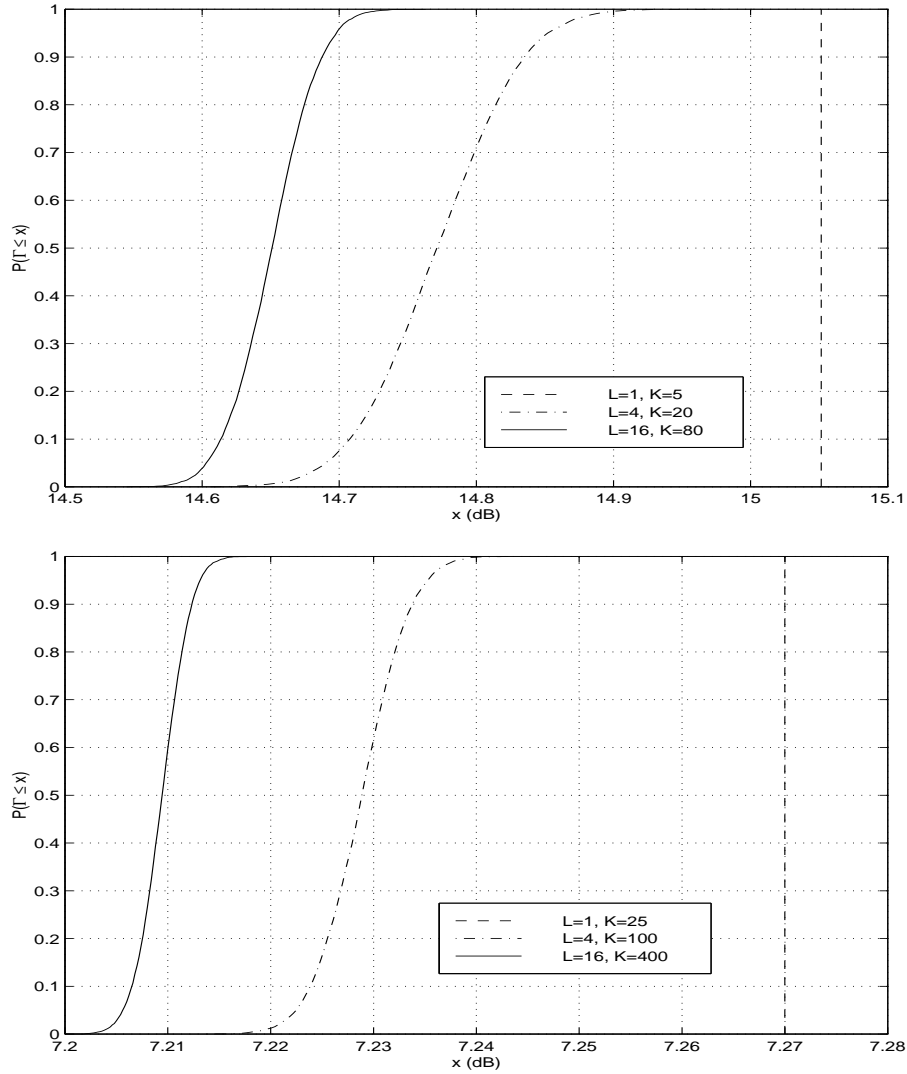 1
0.9
0.8
0.7
0.6
0.5
0.4
0.3
0.2
0.1
0
P(Γ ≤ x)
L=1, K=5
L=4, K=20
L=16, K=80
14.5 14.6 14.7 14.8 14.9 15 15.1
x (dB)
1
0.9
0.8
0.7
0.6
0.5
0.4
0.3
0.2
0.1
0
P(Γ ≤ x)
L=1, K=25
L=4, K=100
L=16, K=400
7.2 7.21 7.22 7.23 7.24 7.25 7.26 7.27 7.28
x (dB)